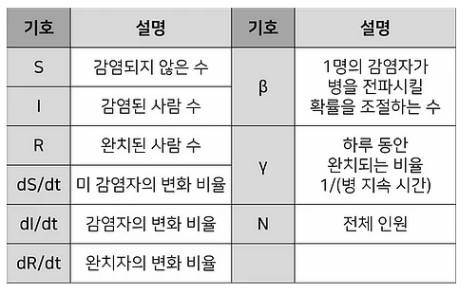 기호 설명 기호 설명
S 감염되지 않은 수
I 감염된 사람 수
β 1명의 감염자가
병을 전파시킬
확률을 조절하는 수
R 완치된 사람 수
dS/dt 미 감염자의 변화 비율
γ 하루 동안
완치되는 비율
1/(병 지속 시간)
dI/dt 감염자의 변화 비율 N 전체 인원
dR/dt 완치자의 변화 비율